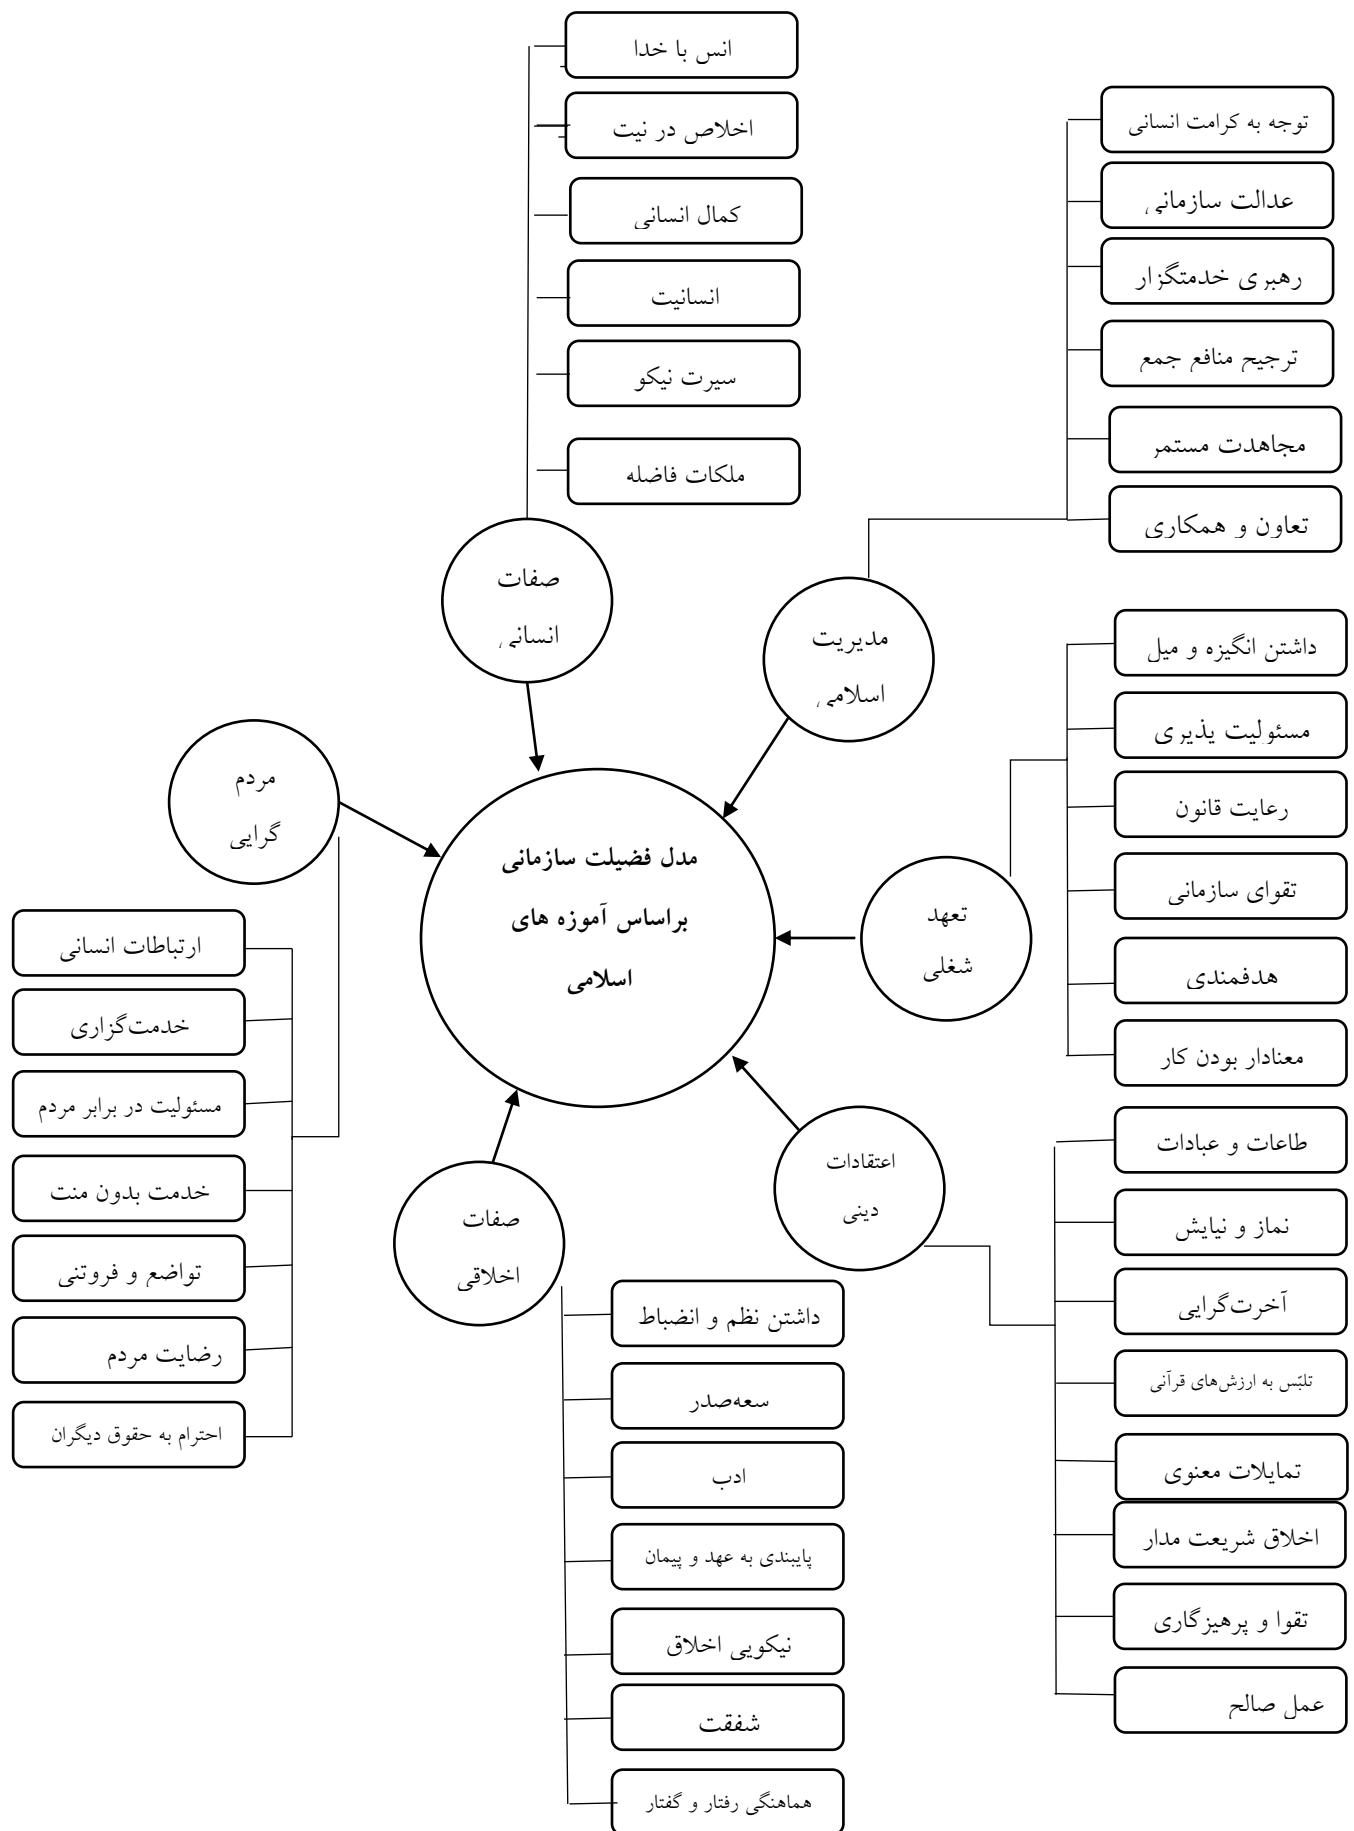 انس با خدا
اخلاص در نیت
کمال انسانی
انسانیت
سیرت نیکو
ملکات فاضله
صفات
انسانی
توجه به کرامت انسانی
عدالت سازمانی
رهبری خدمتگزار
ترجیح منافع جمع
مجاهدت مستمر
تعاون و همکاری
مدیریت
اسلامی
داشتن انگیزه و میل
مسئولیت پذیری
رعایت قانون
تقوای سازمانی
هدفمندی
معنادار بودن کار
تعهد
شغلی
مدل فضیلت سازمانی
براساس آموزه های
اسلامی
مردم
گرایی
ارتباطات انسانی
خدمت‌گزاری
مسئولیت در برابر مردم
خدمت بدون منت
تواضع و فروتنی
رضایت مردم
احترام به حقوق دیگران
اعتقادات
دینی
طاعات و عبادات
نماز و نیایش
آخرت‌گرایی
تلبّس به ارزش‌های قرآنی
تمایلات معنوی
اخلاق شریعت مدار
تقوا و پرهیزگاری
عمل صالح
صفات
اخلاقی
داشتن نظم و انضباط
سعه‌صدر
ادب
پایبندی به عهد و پیمان
نیکویی اخلاق
شفقت
هماهنگی رفتار و گفتار